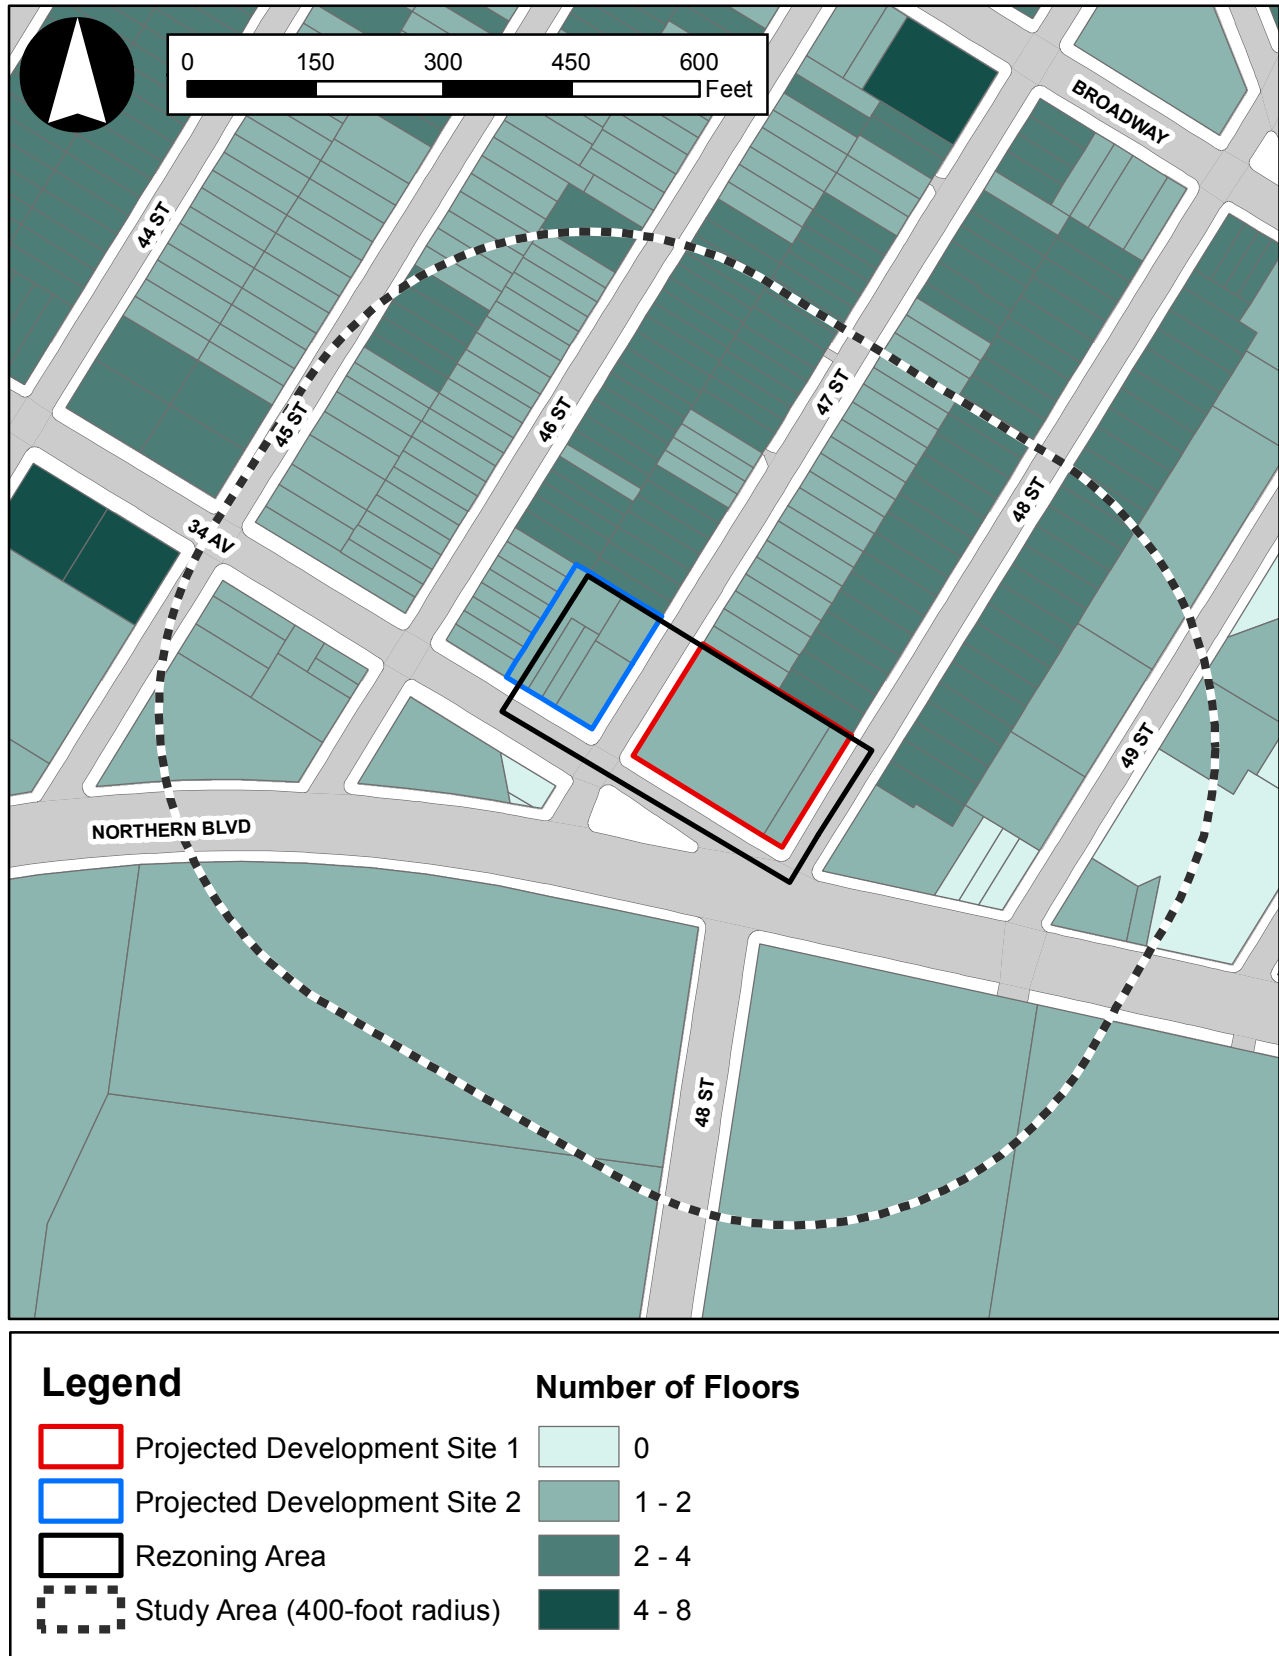 0 150 300 450 600
Feet
BROADWAY
44 ST
45 ST
46 ST
47 ST
48 ST
34 AV
49 ST
NORTHERN BLVD
48 ST
Legend
Projected Development Site 1
Projected Development Site 2
Rezoning Area
Study Area (400-foot radius)
Number of Floors
0
1 - 2
2 - 4
4 - 8